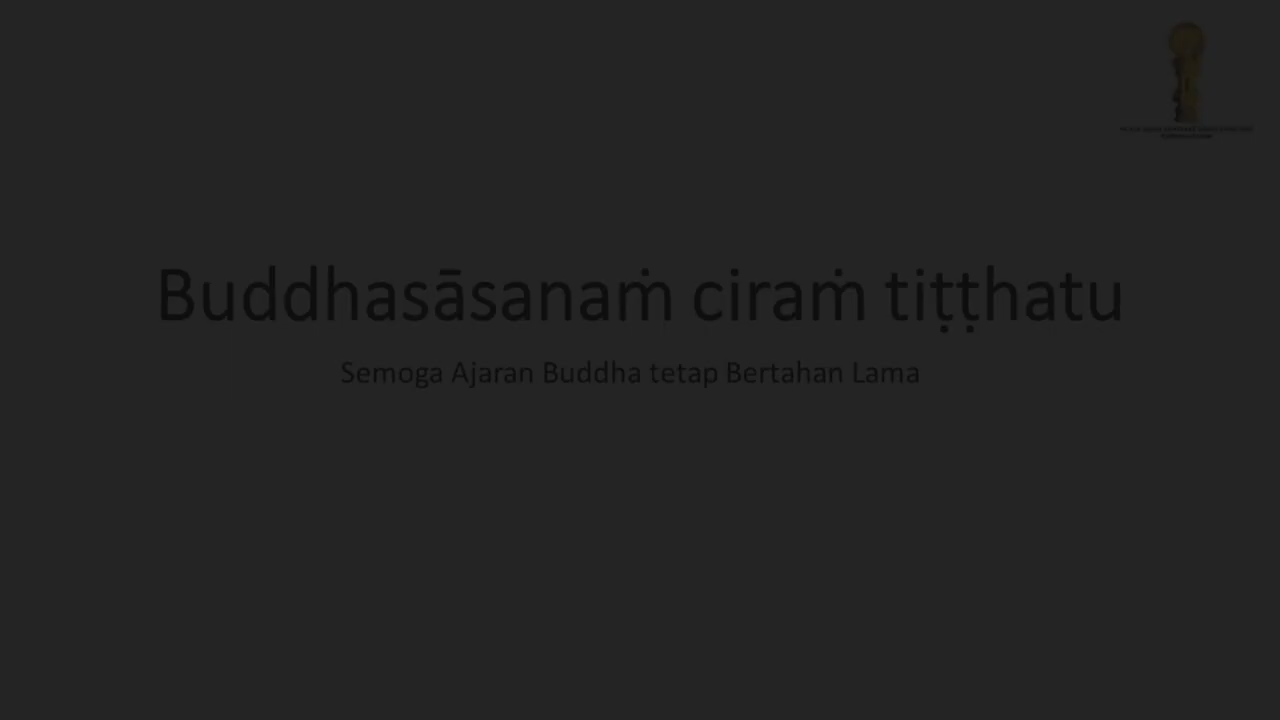 Buddhasāsanaṁ ciraṁ tiṭṭhatu
Semoga Ajaran Buddha tetap Bertahan Lama